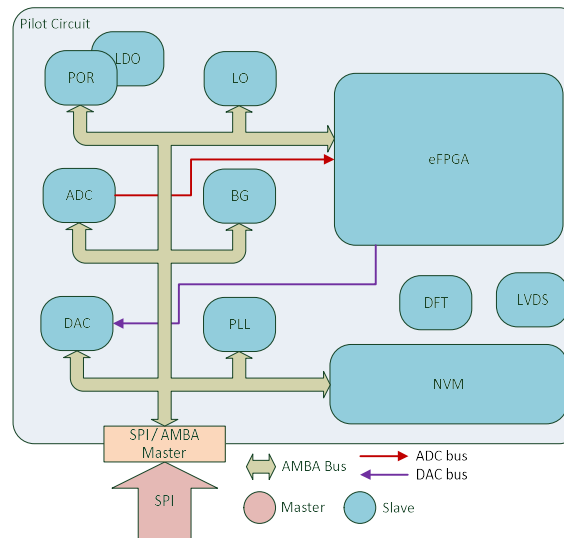 Pilot Circuit
LDO
POR
LO
eFPGA
ADC
BG
DFT
LVDS
DAC
PLL
NVM
SPI / AMBA
Master
AMBA Bus
ADC bus
DAC bus
SPI
Master
Slave